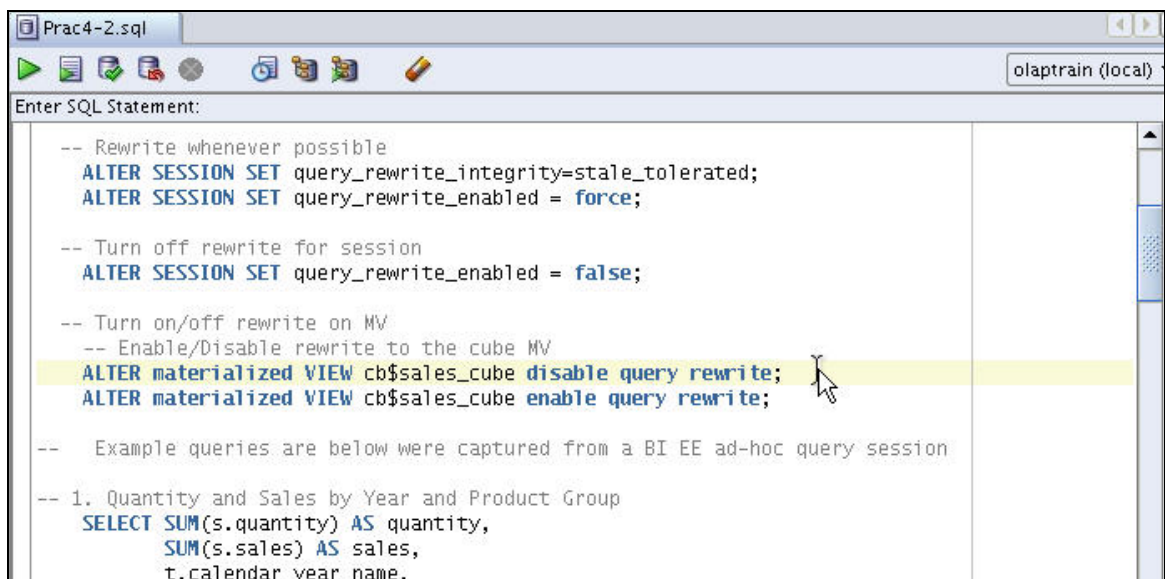 Prac4-2.sql
olaptrain (local)
Enter SQL Statement:
-- Rewrite whenever possible
ALTER SESSION SET query_rewrite_integrity=stale_tolerated;
ALTER SESSION SET query_rewrite_enabled = force;
-- Turn off rewrite for session
ALTER SESSION SET query_rewrite_enabled = false;
-- Turn on/off rewrite on MV
-- Enable/Disable rewrite to the cube MV
ALTER materialized VIEW cb$sales_cube disable query rewrite;
ALTER materialized VIEW cb$sales_cube enable query rewrite;
-- Example queries are below were captured from a BI EE ad-hoc query session
-- 1. Quantity and Sales by Year and Product Group
SELECT SUM(s.quantity) AS quantity,
SUM(s.sales) AS sales,
t.calendar_year_name,